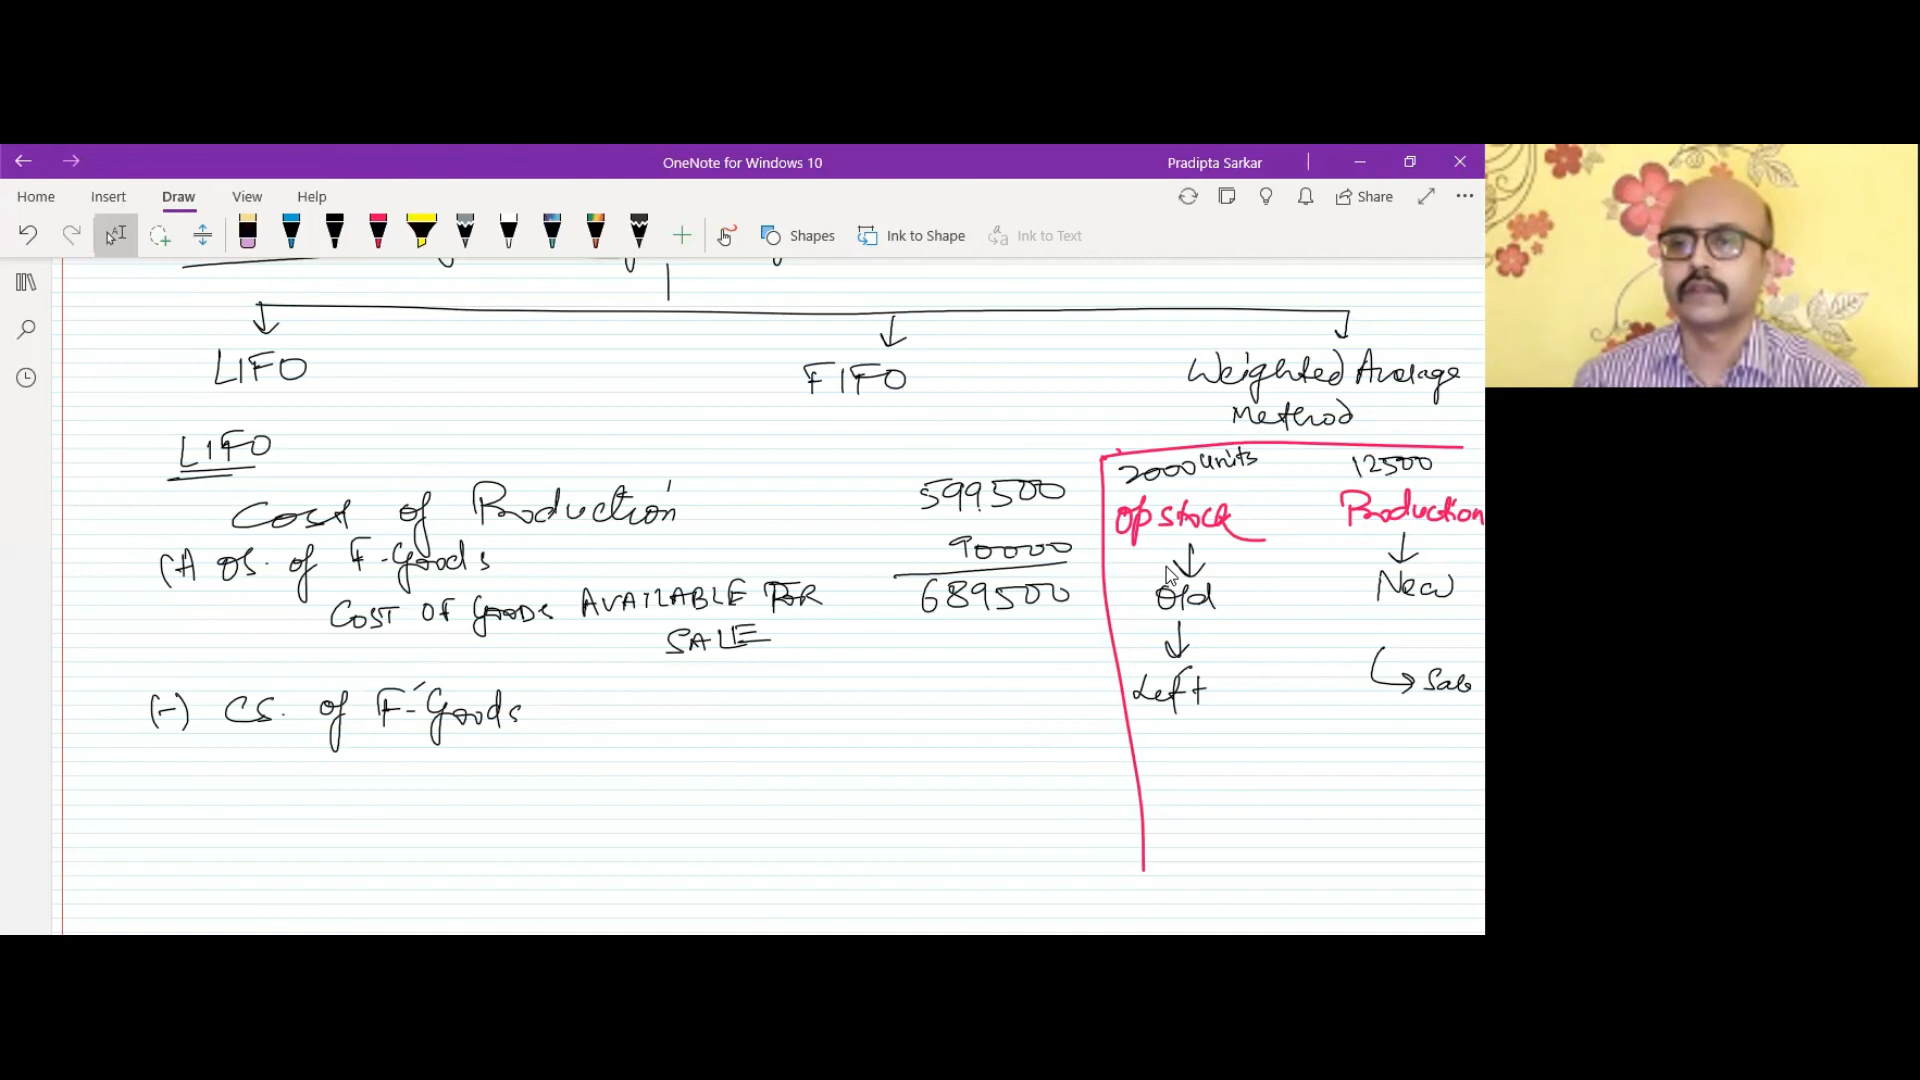 OneNote for Windows 10
Pradipta Sarkar
Home Insert Draw View Help
Share
Shapes Ink to Shape Ink to Text
LIFO
FIFO
Weighted Average
Method
LIFO
Cost of Production 599500
(A OS. of F-Goods 90000
COST OF Goods AVAILABLE FOR 689500
SALE
(-) CS. of F-Goods
2000 units 12500
Op stock Production
Old New
Left Sale